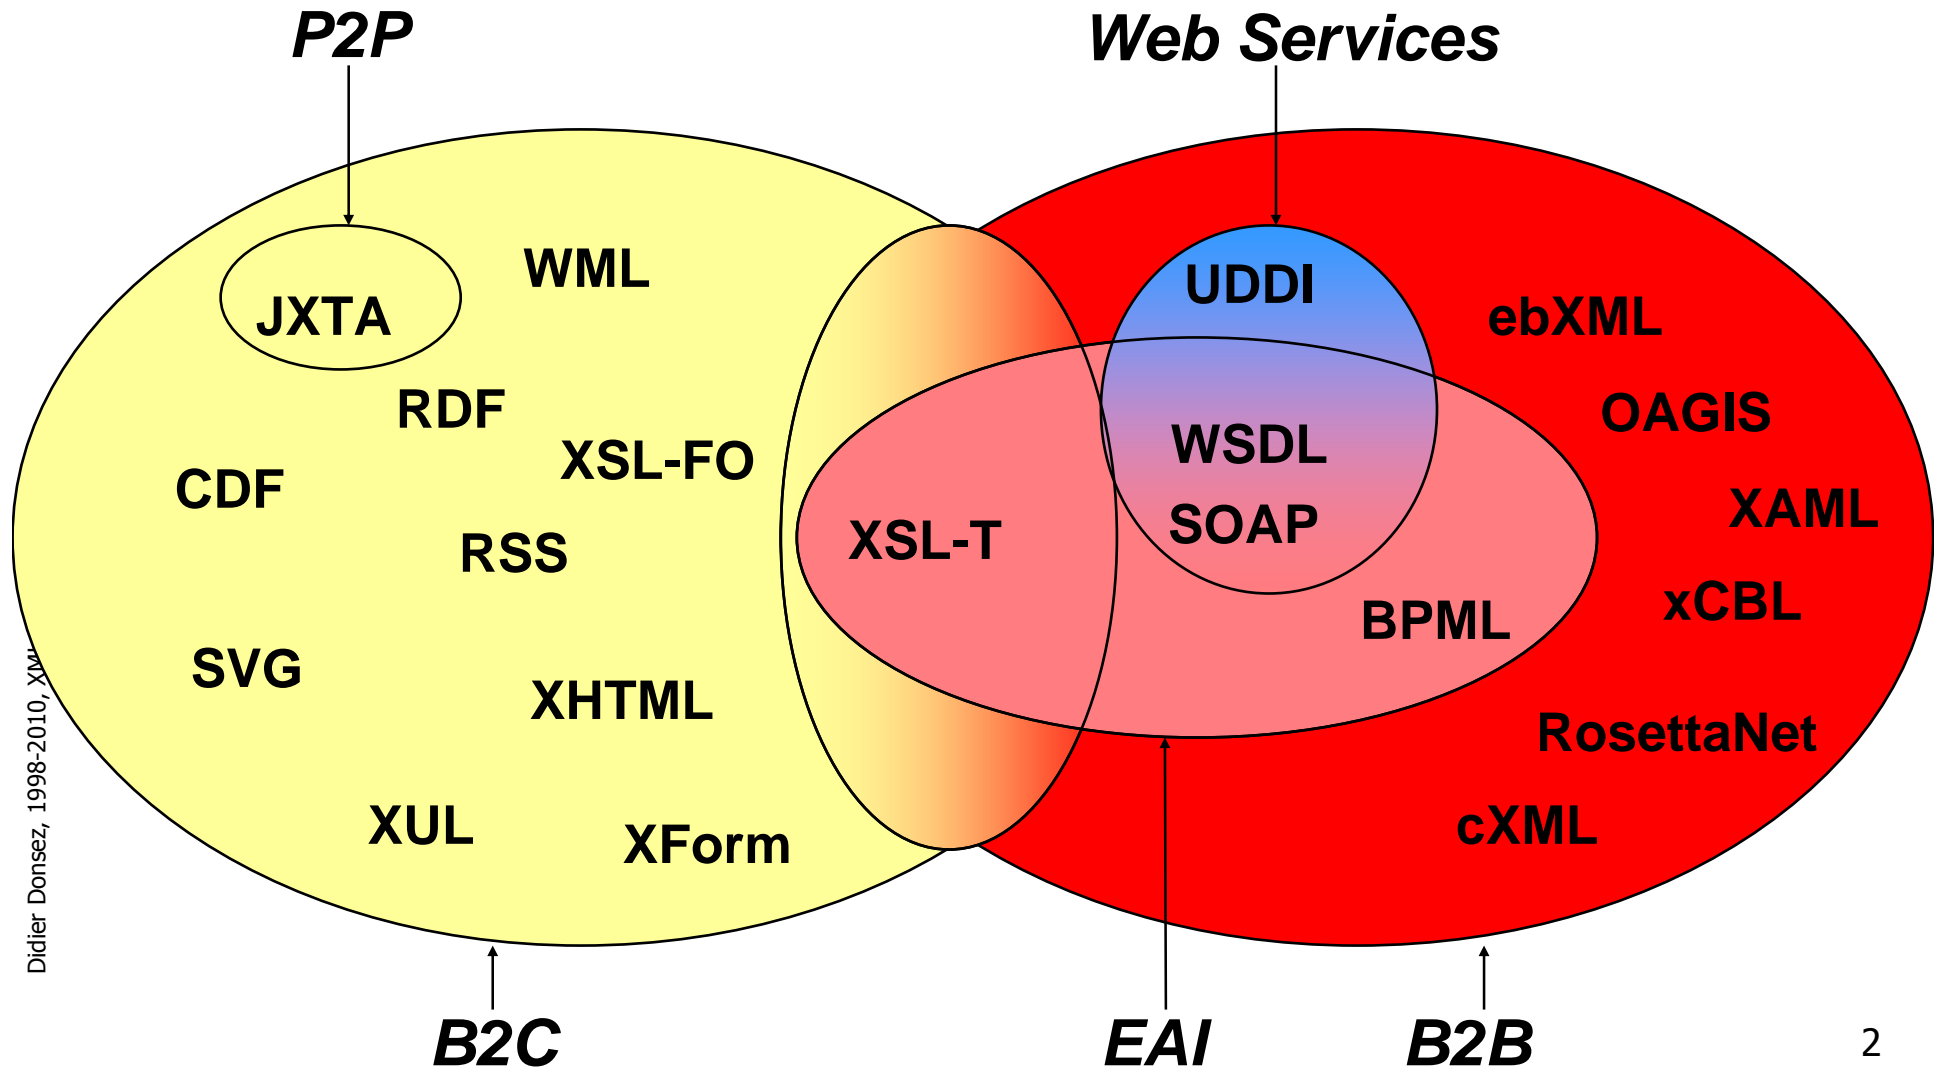 P2P
Web Services
WML
UDDI
JXTA
ebXML
RDF
OAGIS
XSL-FO
WSDL
CDF
XAML
SOAP
XSL-T
RSS
xCBL
BPML
SVG
XHTML
RosettaNet
XUL
XForm
cXML
Didier Donsez, 1998-2010, XML
B2C
EAI
B2B
2